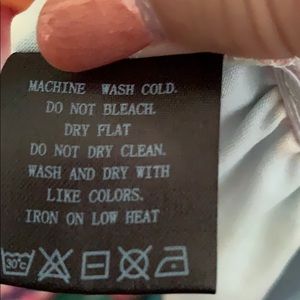 MACHINE WASH COLD.
DO NOT BLEACH.
DRY FLAT
DO NOT DRY CLEAN.
WASH AND DRY WITH
LIKE COLORS.
IRON ON LOW HEAT
30°C